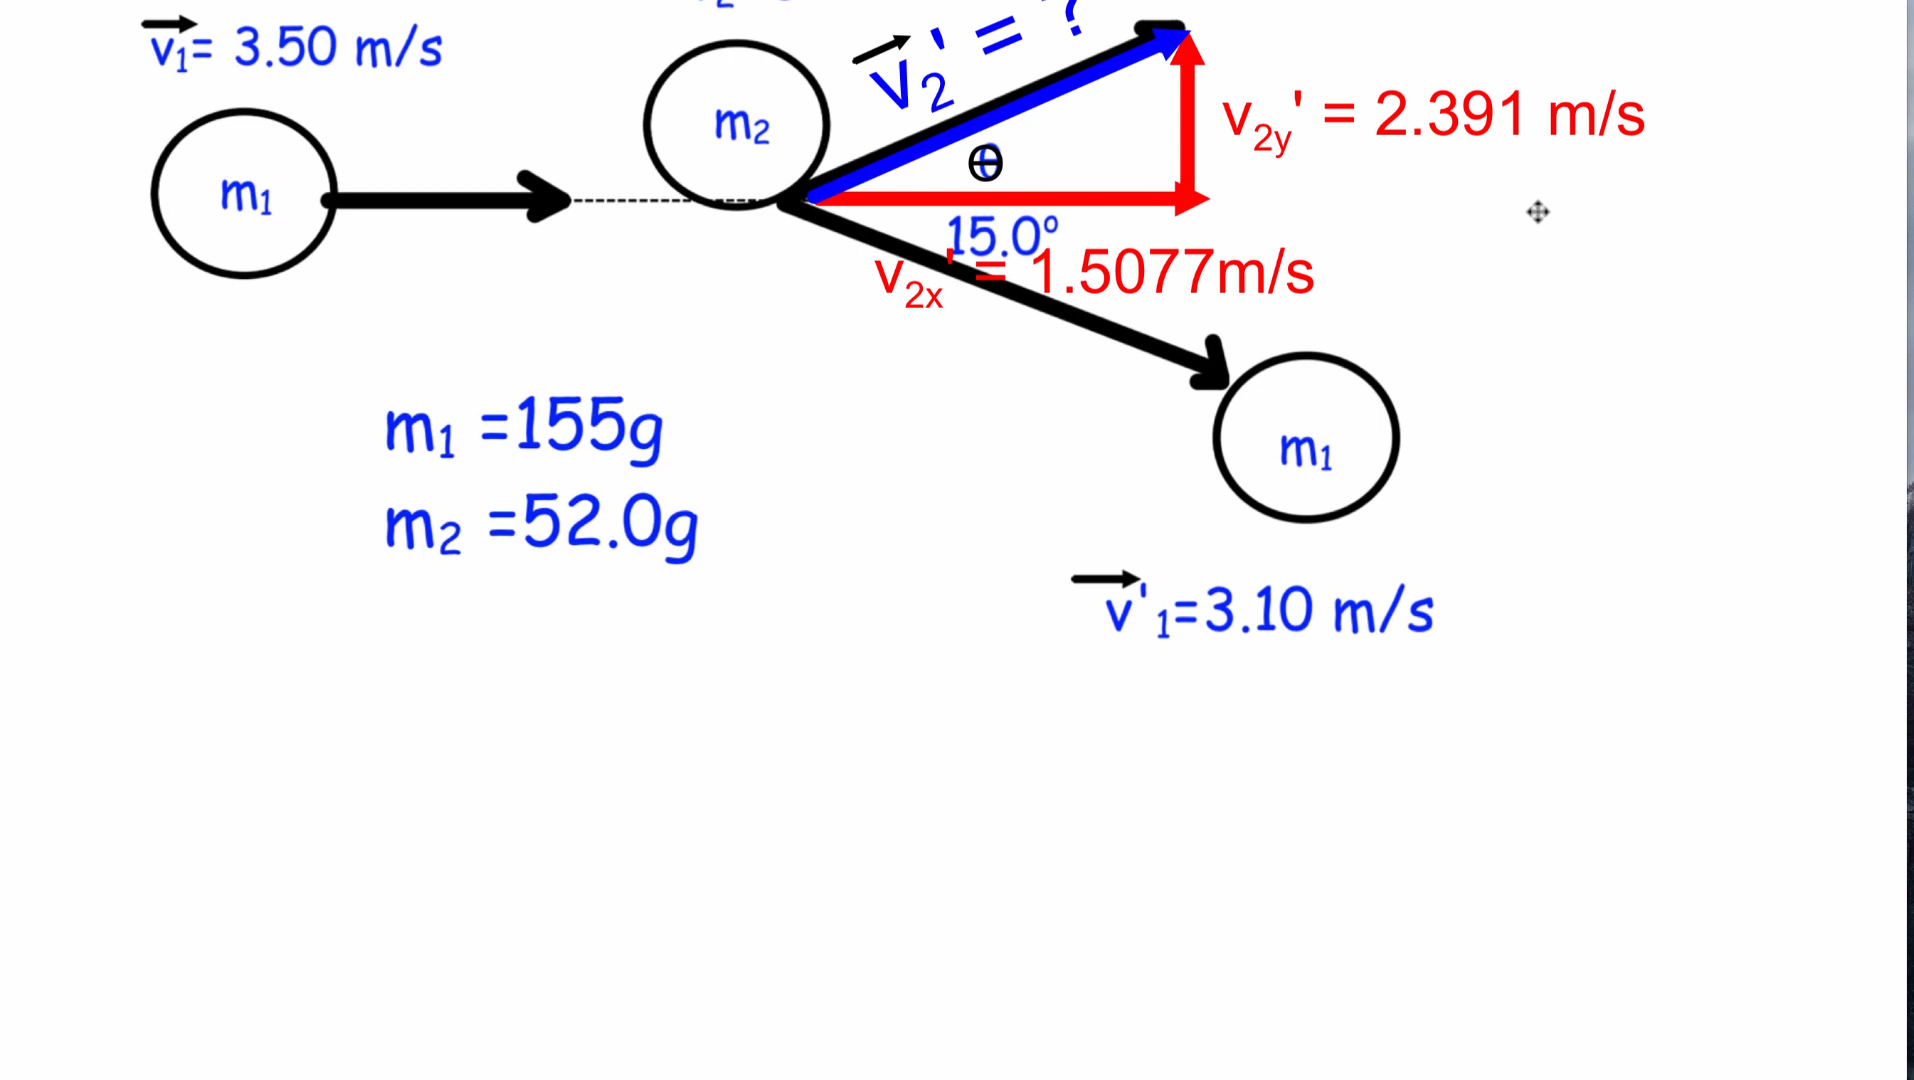 v₁= 3.50 m/s
v₂' = ?
m₂
v₂y' = 2.391 m/s
m₁
θ
15.0°
v₂ₓ' = 1.5077m/s
m₁ =155g
m₁
m₂ =52.0g
v'₁=3.10 m/s